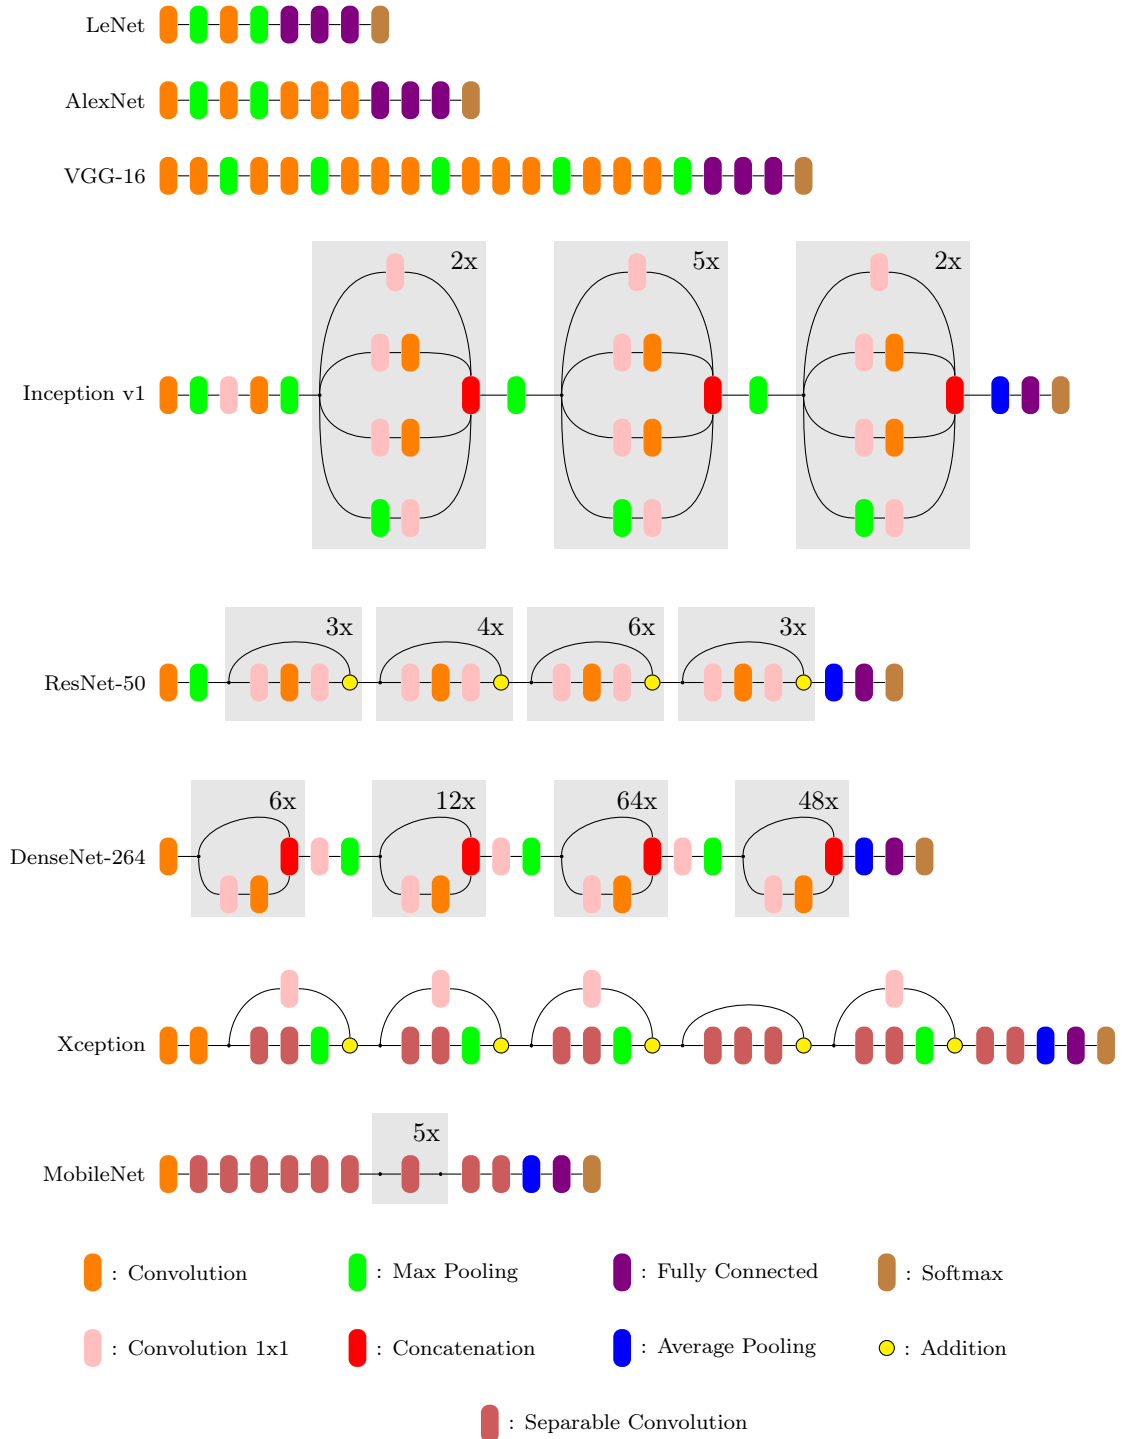 LeNet
AlexNet
VGG-16
2x 5x 2x
Inception v1
3x 4x 6x 3x
ResNet-50
6x 12x 64x 48x
DenseNet-264
Xception
5x
MobileNet
: Convolution : Max Pooling : Fully Connected : Softmax
: Convolution 1x1 : Concatenation : Average Pooling : Addition
: Separable Convolution